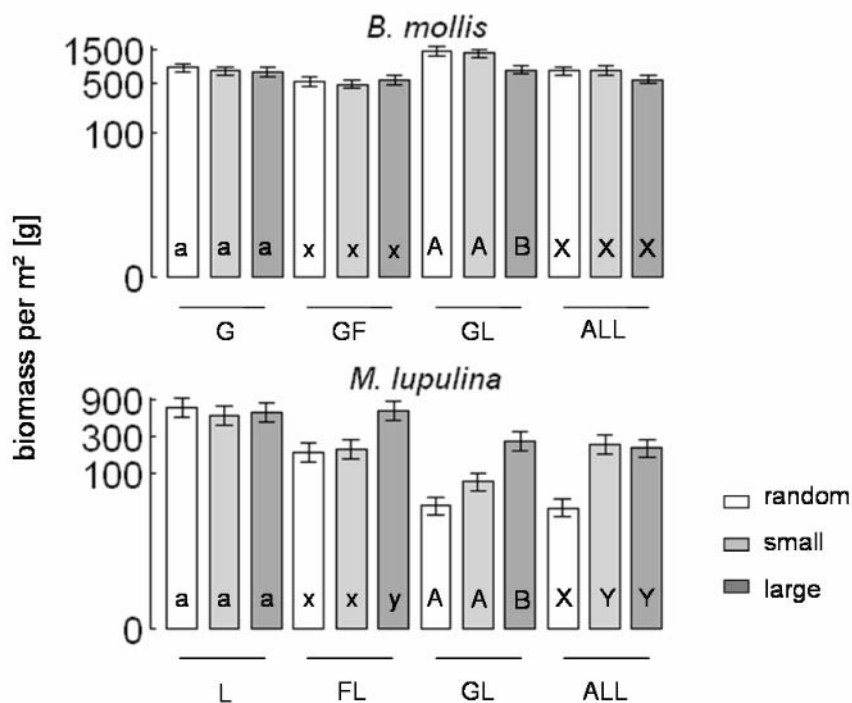 B. mollis
1500
500
100
0
a a a x x x A A B X X X
G GF GL ALL
biomass per m² [g]
M. lupulina
900
300
100
0
a a a x x y A A B X Y Y
L FL GL ALL
random
small
large